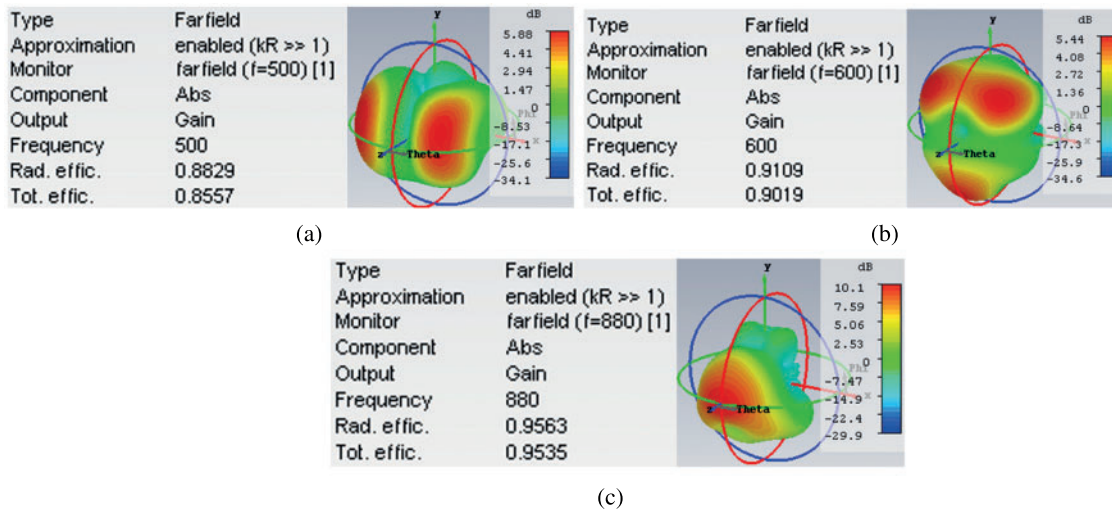 Type Farfield
Approximation enabled (kR >> 1)
Monitor farfield (f=500) [1]
Component Abs
Output Gain
Frequency 500
Rad. effic. 0.8829
Tot. effic. 0.8557
y
z
Theta
Phi
x
dB
5.88
4.41
2.94
1.47
0
-8.53
-17.1
-25.6
-34.1
(a)
Type Farfield
Approximation enabled (kR >> 1)
Monitor farfield (f=600) [1]
Component Abs
Output Gain
Frequency 600
Rad. effic. 0.9109
Tot. effic. 0.9019
y
z
Theta
Phi
x
dB
5.44
4.08
2.72
1.36
0
-8.64
-17.3
-25.9
-34.6
(b)
Type Farfield
Approximation enabled (kR >> 1)
Monitor farfield (f=880) [1]
Component Abs
Output Gain
Frequency 880
Rad. effic. 0.9563
Tot. effic. 0.9535
y
z
Theta
Phi
x
dB
10.1
7.59
5.06
2.53
0
-7.47
-14.9
-22.4
-29.9
(c)